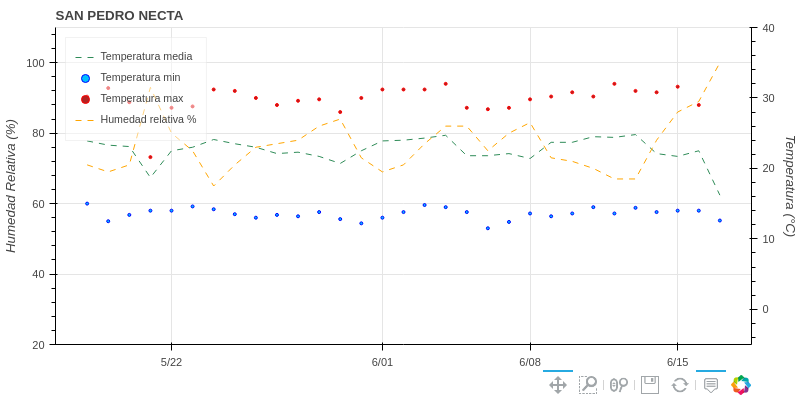 SAN PEDRO NECTA
Temperatura media
Temperatura min
Temperatura max
Humedad relativa %
Humedad Relativa (%)
100
80
60
40
20
Temperatura (°C)
40
30
20
10
0
5/22
6/01
6/08
6/15